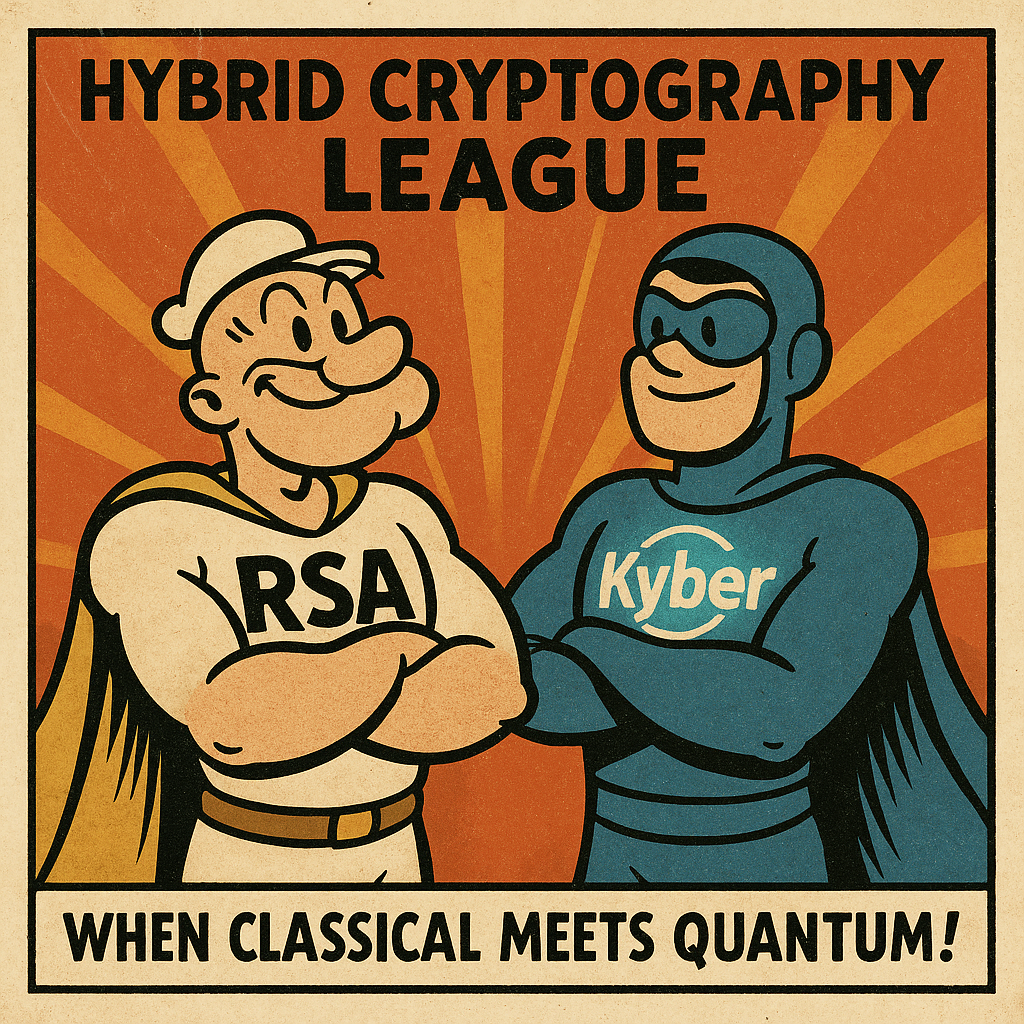 HYBRID CRYPTOGRAPHY
LEAGUE
RSA
Kyber
WHEN CLASSICAL MEETS QUANTUM!